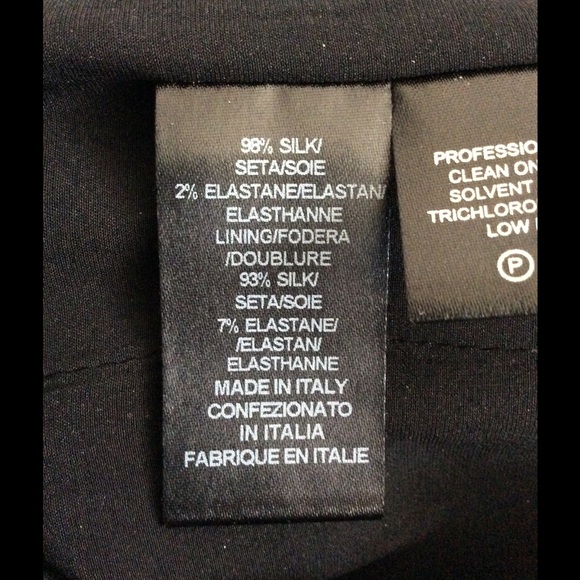 98% SILK/
SETA/SOIE
2% ELASTANE/ELASTAN/
ELASTHANNE
LINING/FODERA
/DOUBLURE
93% SILK/
SETA/SOIE
7% ELASTANE/
/ELASTAN/
ELASTHANNE
MADE IN ITALY
CONFEZIONATO
IN ITALIA
FABRIQUE EN ITALIE
PROFESSIO
CLEAN ON
SOLVENT
TRICHLORO
LOW
P